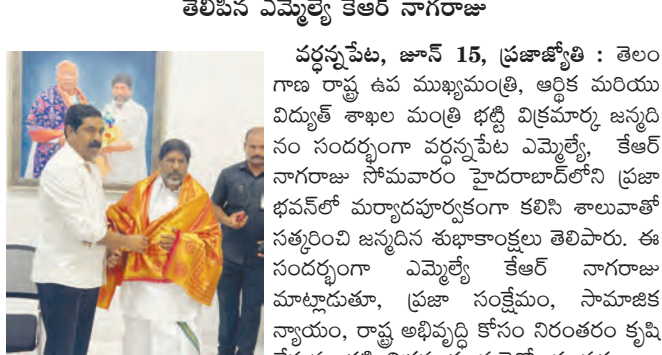 తెలిపిన ఎమ్మెల్యే కేఆర్ నాగరాజు
వర్ధన్నపేట, జూన్ 15, ప్రజాజ్యోతి : తెలం
గాణ రాష్ట్ర ఉప ముఖ్యమంత్రి, ఆర్థిక మరియు
విద్యుత్ శాఖల మంత్రి భట్టి విక్రమార్క జన్మది
నం సందర్భంగా వర్ధన్నపేట ఎమ్మెల్యే, కేఆర్
నాగరాజు సోమవారం హైదరాబాద్‌లోని ప్రజా
భవన్‌లో మర్యాదపూర్వకంగా కలిసి శాలువాతో
సత్కరించి జన్మదిన శుభాకాంక్షలు తెలిపారు. ఈ
సందర్భంగా ఎమ్మెల్యే కేఆర్ నాగరాజు
మాట్లాడుతూ, ప్రజా సంక్షేమం, సామాజిక
న్యాయం, రాష్ట్ర అభివృద్ధి కోసం నిరంతరం కృషి